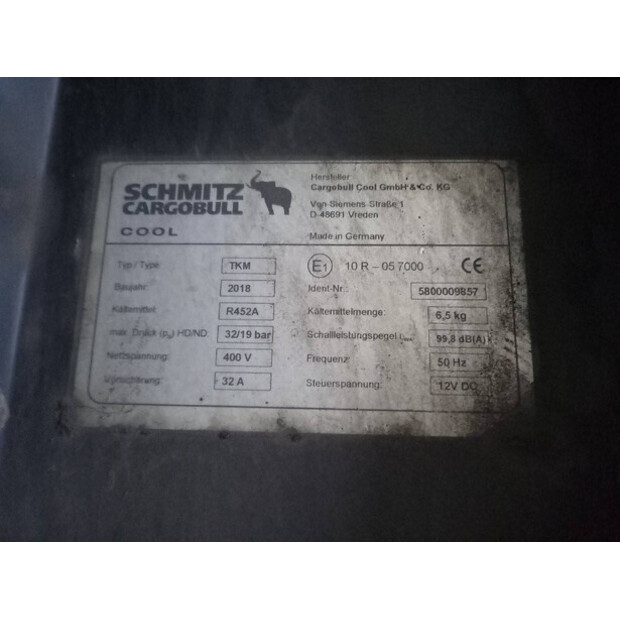 SCHMITZ
CARGOBULL
COOL
Hersteller
Cargobull Cool GmbH & Co. KG
Von-Siemens-Straße 1
D-48691 Vreden
Made in Germany
Typ / Type: TKM E1 10 R - 05 7000 CE
Baujahr: 2018 Ident-Nr.: 5800009857
Kältemittel: R452A Kältemittelmenge: 6,5 kg
max. Druck (ps) HD/ND: 32/19 bar Schallleistungspegel 99,8 dB(A)
Netzspannung: 400 V Frequenz: 50 Hz
Vorsicherung: 32 A Steuerspannung: 12V DC